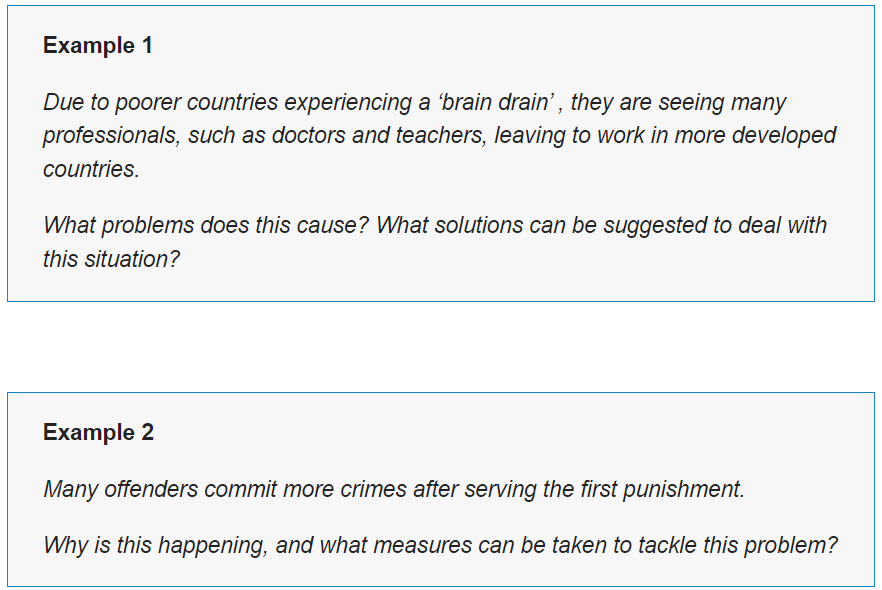 Example 1
Due to poorer countries experiencing a ‘brain drain’ , they are seeing many
professionals, such as doctors and teachers, leaving to work in more developed
countries.
What problems does this cause? What solutions can be suggested to deal with
this situation?
Example 2
Many offenders commit more crimes after serving the first punishment.
Why is this happening, and what measures can be taken to tackle this problem?